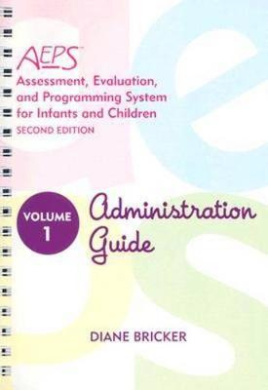 AEPS™
Assessment, Evaluation,
and Programming System
for Infants and Children
SECOND EDITION
VOLUME
1
Administration
Guide
DIANE BRICKER